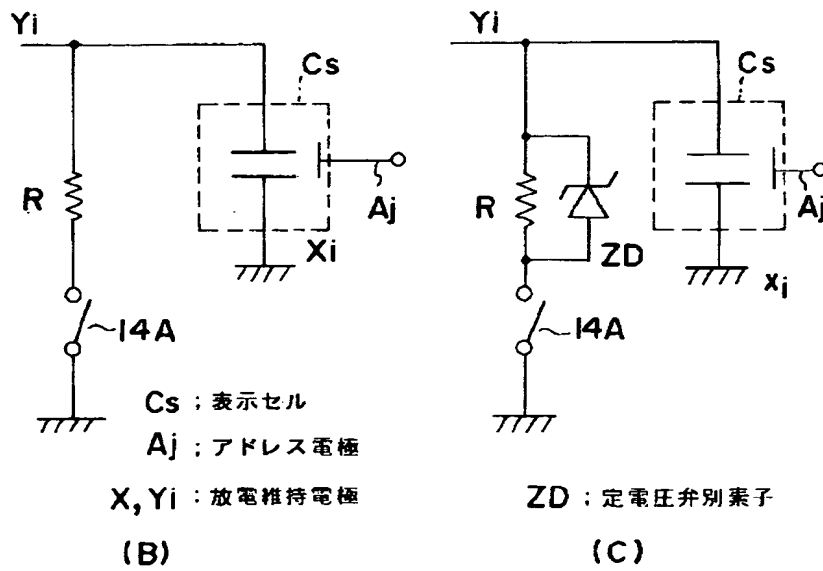 Yi
Cs
R
Aj
Xi
14A
Cs ; 表示セル
Aj ; アドレス電極
X, Yi : 放電維持電極
(B)
Yi
Cs
R
ZD
Aj
xi
14A
ZD ; 定電圧弁別素子
(C)